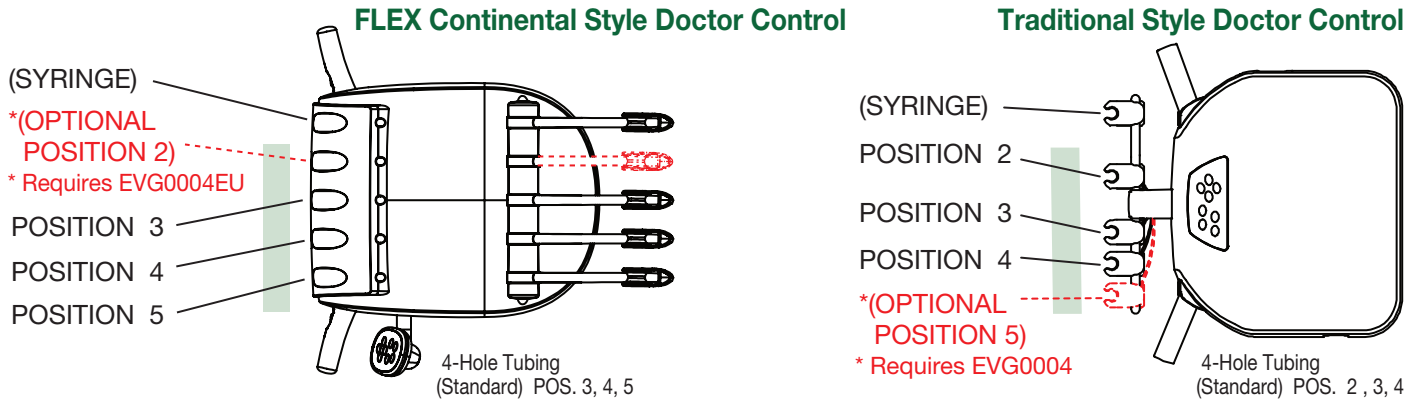 FLEX Continental Style Doctor Control
(SYRINGE)
*(OPTIONAL
POSITION 2)
* Requires EVG0004EU
POSITION 3
POSITION 4
POSITION 5
4-Hole Tubing
(Standard) POS. 3, 4, 5
Traditional Style Doctor Control
(SYRINGE)
POSITION 2
POSITION 3
POSITION 4
*(OPTIONAL
POSITION 5)
* Requires EVG0004
4-Hole Tubing
(Standard) POS. 2 , 3, 4